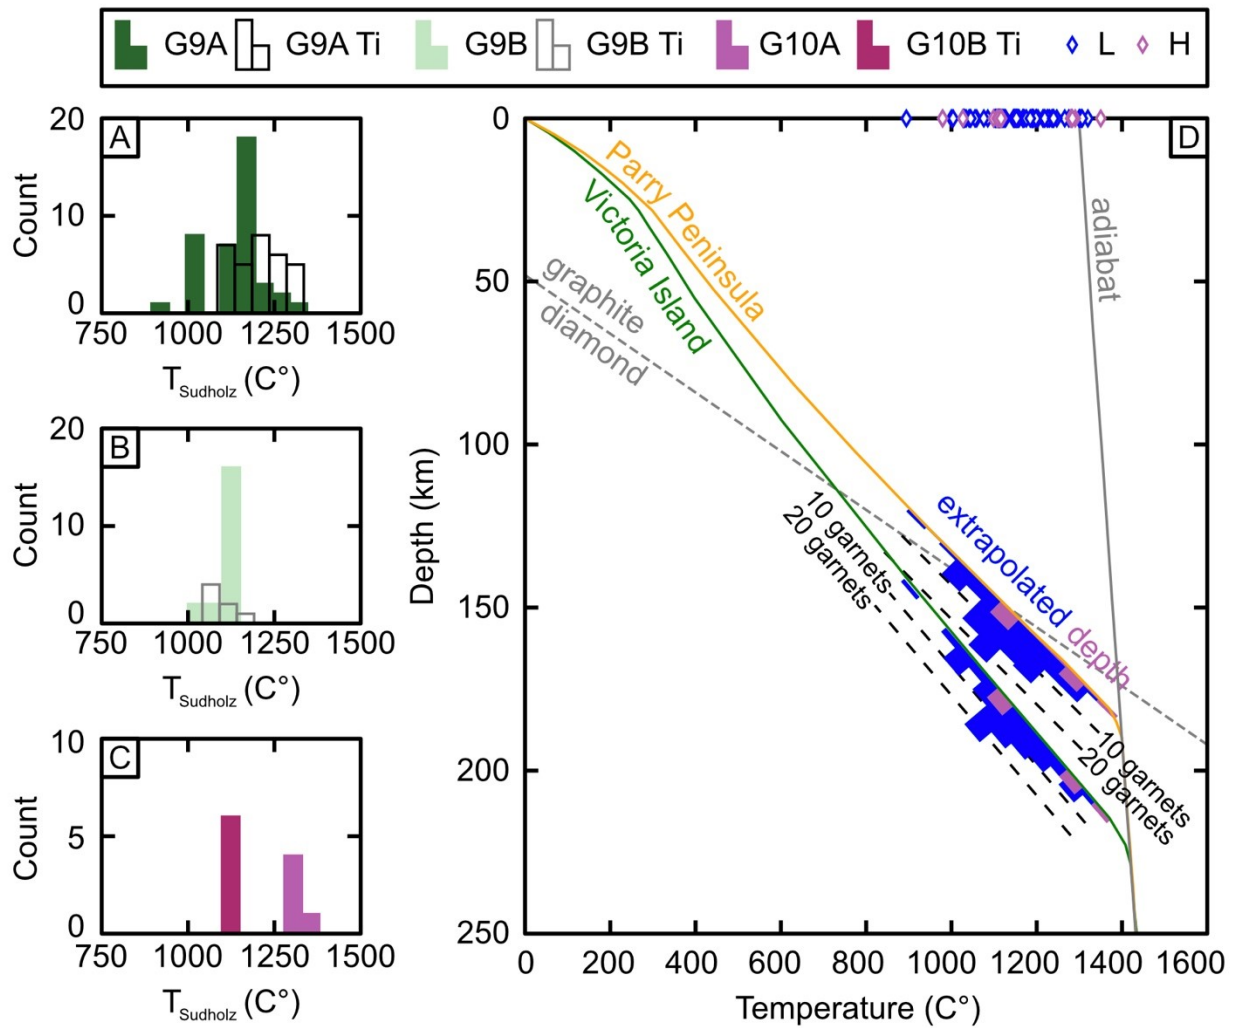 G9A G9A Ti G9B G9B Ti G10A G10B Ti L H
A
20
10
0
Count
750 1000 1250 1500
TSudholz (C°)
B
20
10
0
Count
750 1000 1250 1500
TSudholz (C°)
C
10
5
0
Count
750 1000 1250 1500
TSudholz (C°)
D
0
50
100
150
200
250
Depth (km)
Parry Peninsula
Victoria Island
graphite
diamond
adiabat
extrapolated depth
10 garnets
20 garnets
10 garnets
20 garnets
0 200 400 600 800 1000 1200 1400 1600
Temperature (C°)